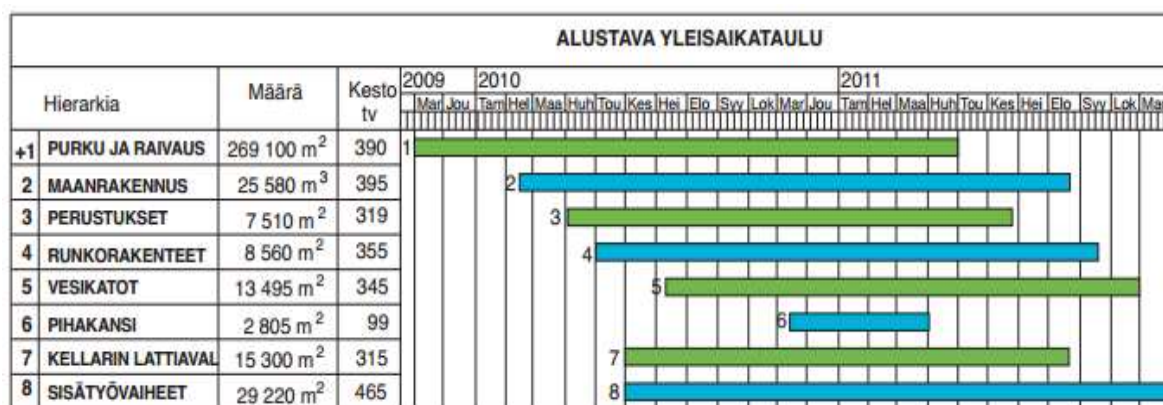 ALUSTAVA YLEISAIKATAULU
Hierarkia Määrä Kesto tv 2009 2010 2011
Mar Jou Tam Hel Maa Huh Tou Kes Hei Elo Syy Lok Mar Jou Tam Hel Maa Huh Tou Kes Hei Elo Syy Lok Mar
+1 PURKU JA RAIVAUS 269 100 m² 390 1
2 MAANRAKENNUS 25 580 m³ 395 2
3 PERUSTUKSET 7 510 m² 319 3
4 RUNKORAKENTEET 8 560 m² 355 4
5 VESIKATOT 13 495 m² 345 5
6 PIHAKANSI 2 805 m² 99 6
7 KELLARIN LATTIAVAL 15 300 m² 315 7
8 SISÄTYÖVAIHEET 29 220 m² 465 8